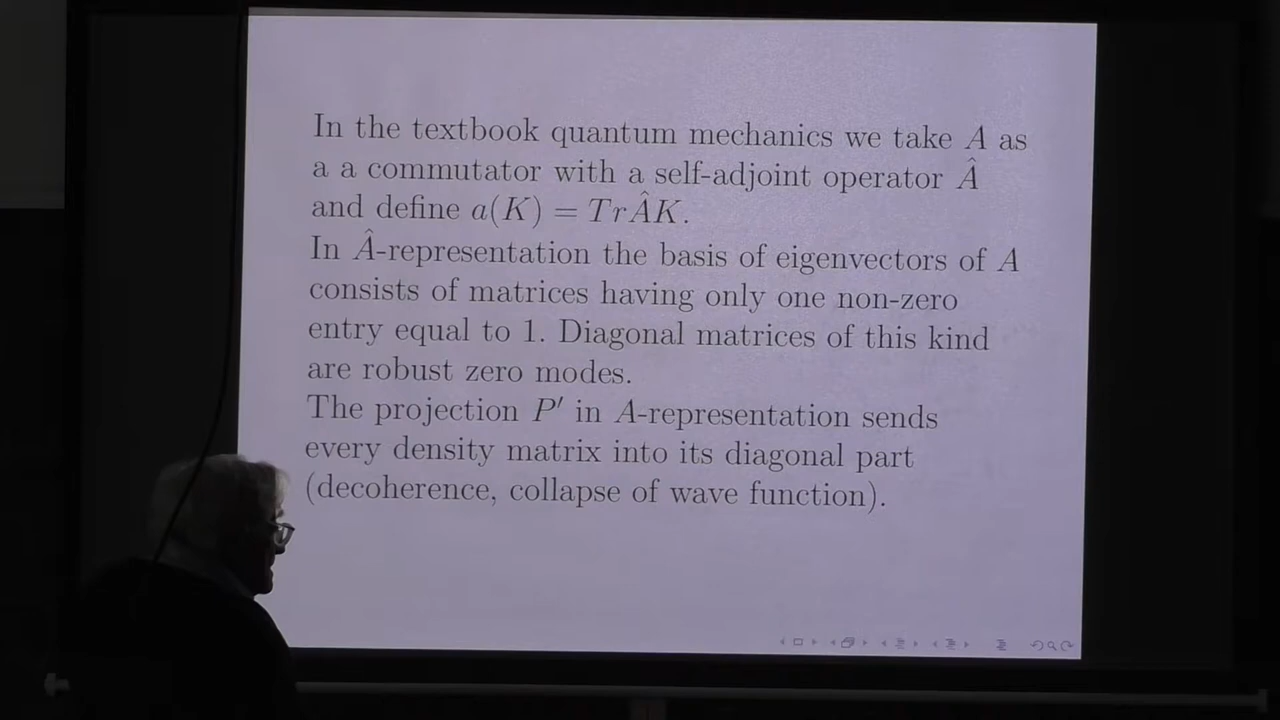 In the textbook quantum mechanics we take A as
a a commutator with a self-adjoint operator Â
and define a(K) = TrÂK.
In Â-representation the basis of eigenvectors of A
consists of matrices having only one non-zero
entry equal to 1. Diagonal matrices of this kind
are robust zero modes.
The projection P′ in A-representation sends
every density matrix into its diagonal part
(decoherence, collapse of wave function).